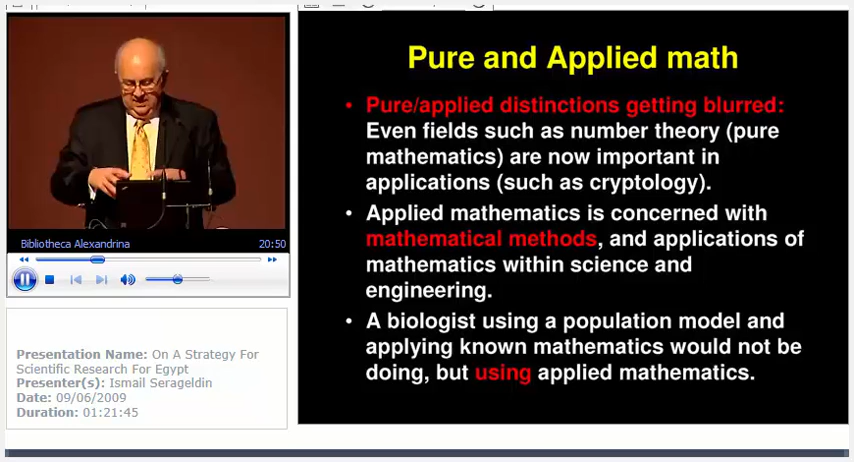 Bibliotheca Alexandrina 20:50
Presentation Name: On A Strategy For
Scientific Research For Egypt
Presenter(s): Ismail Serageldin
Date: 09/06/2009
Duration: 01:21:45
Pure and Applied math
• Pure/applied distinctions getting blurred:
Even fields such as number theory (pure
mathematics) are now important in
applications (such as cryptology).
• Applied mathematics is concerned with
mathematical methods, and applications of
mathematics within science and
engineering.
• A biologist using a population model and
applying known mathematics would not be
doing, but using applied mathematics.